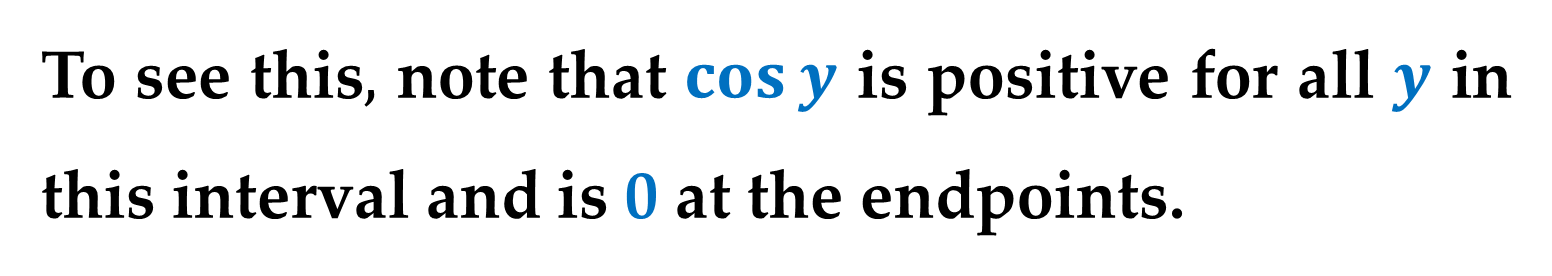 To see this, note that cos y is positive for all y in
this interval and is 0 at the endpoints.